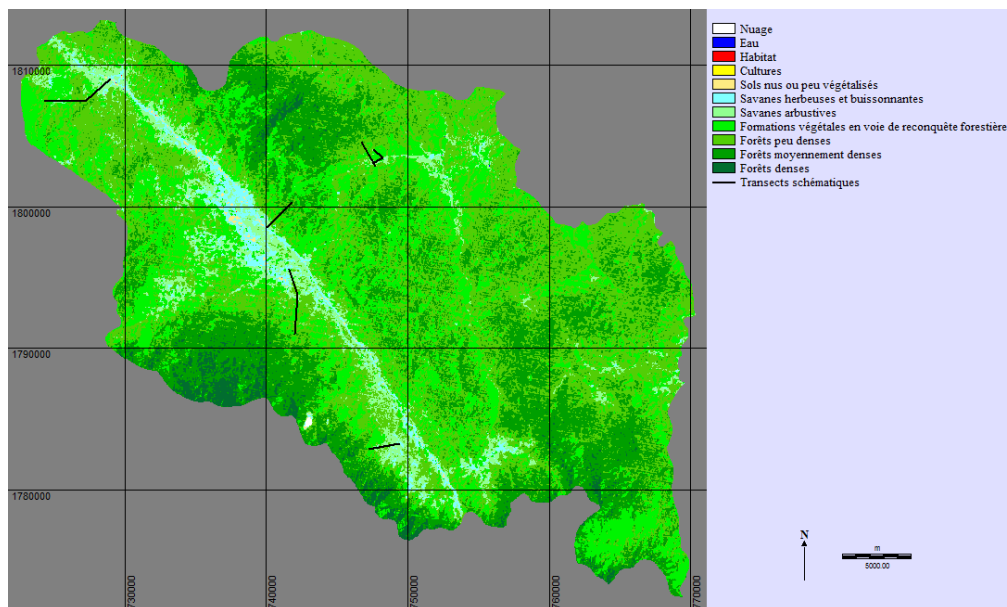 1810000
1800000
1790000
1780000
730000
740000
750000
760000
770000
Nuage
Eau
Habitat
Cultures
Sols nus ou peu végétalisés
Savanes herbeuses et buissonnantes
Savanes arbustives
Formations végétales en voie de reconquête forestière
Forêts peu denses
Forêts moyennement denses
Forêts denses
Transects schématiques
N
m
5000.00